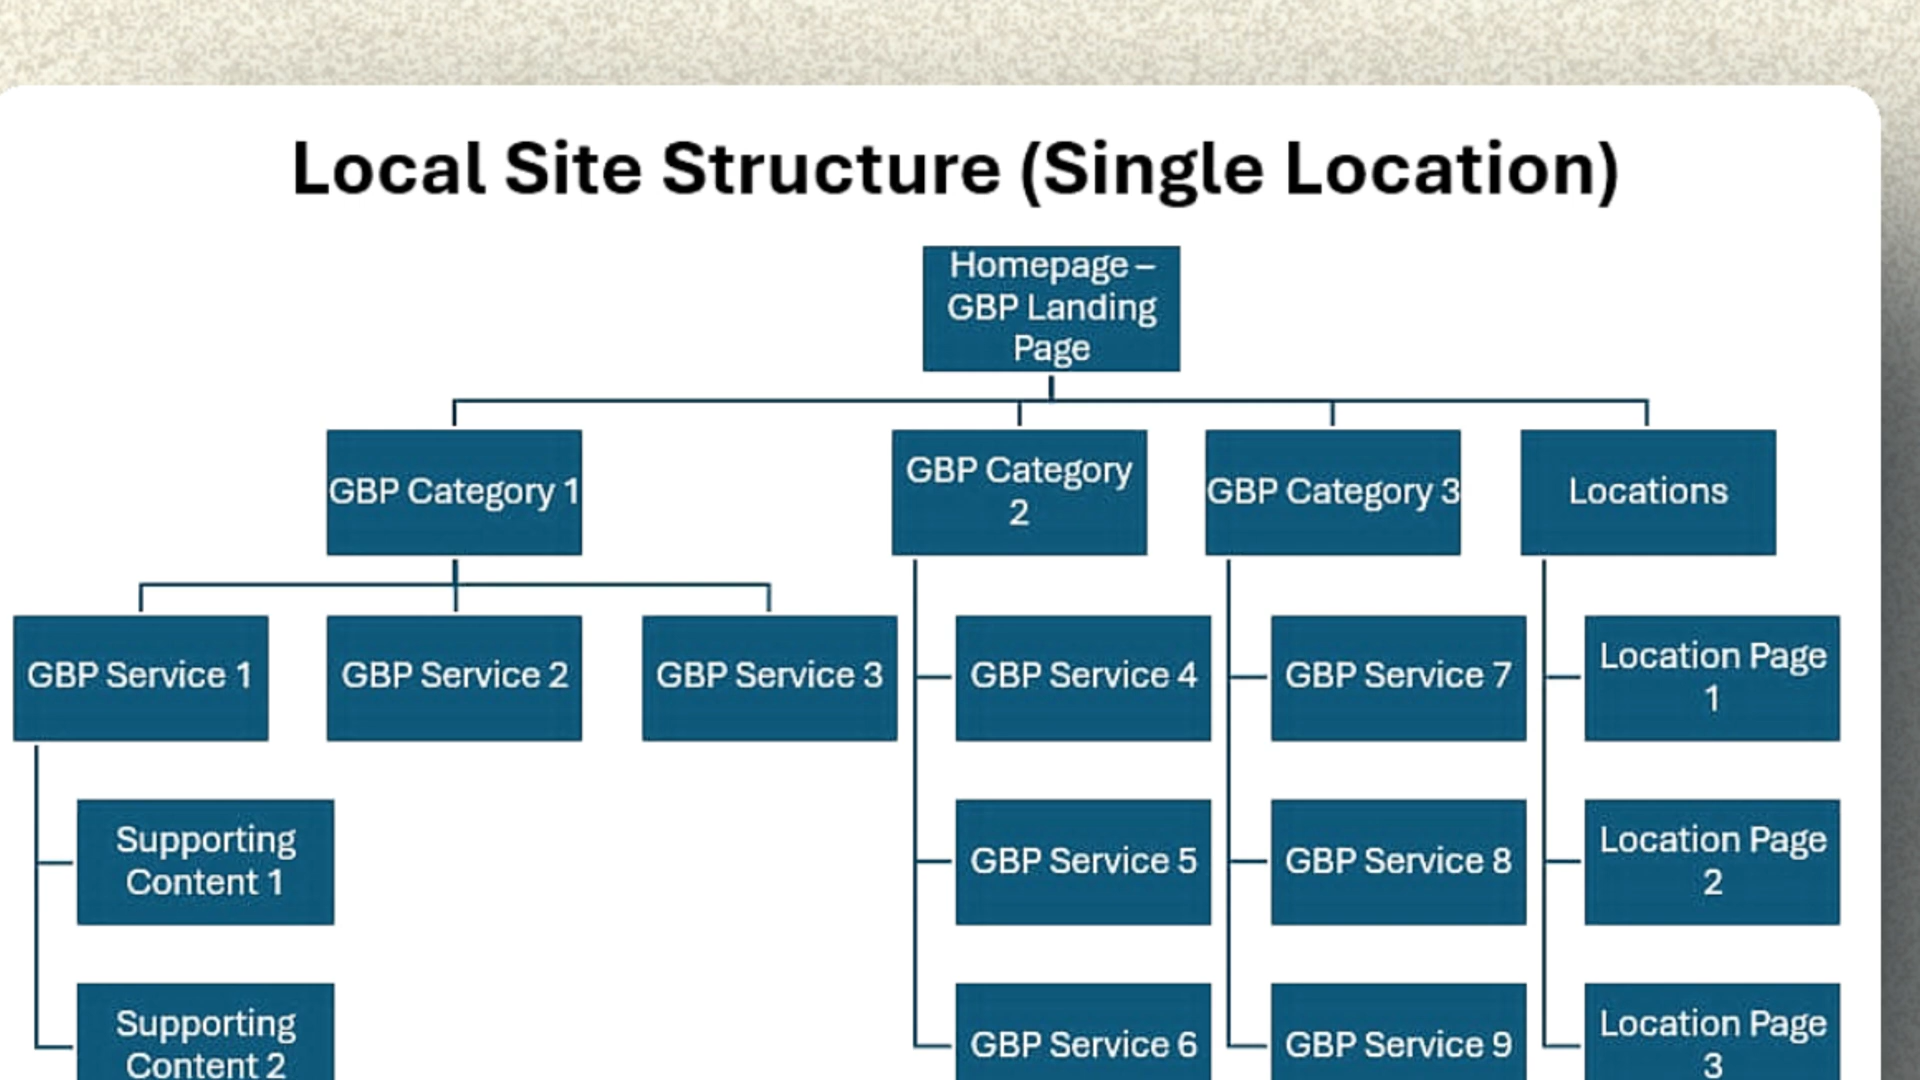 Local Site Structure (Single Location)
Homepage –
GBP Landing
Page
GBP Category 1
GBP Category
2
GBP Category 3
Locations
GBP Service 1
GBP Service 2
GBP Service 3
GBP Service 4
GBP Service 7
Location Page
1
Supporting
Content 1
GBP Service 5
GBP Service 8
Location Page
2
Supporting
Content 2
GBP Service 6
GBP Service 9
Location Page
3